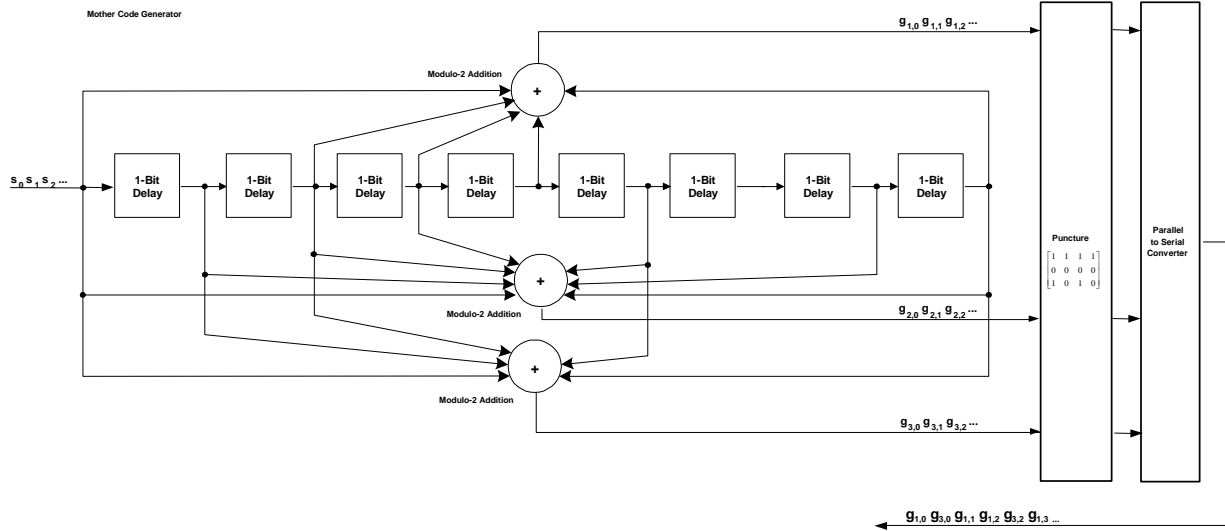 Mother Code Generator
g1,0 g1,1 g1,2 ...
Modulo-2 Addition
+
s0 s1 s2 ...
1-Bit Delay
1-Bit Delay
1-Bit Delay
1-Bit Delay
1-Bit Delay
1-Bit Delay
1-Bit Delay
1-Bit Delay
Puncture
1 1 1 1
0 0 0 0
1 0 1 0
Parallel
to Serial
Converter
+
Modulo-2 Addition
g2,0 g2,1 g2,2 ...
+
Modulo-2 Addition
g3,0 g3,1 g3,2 ...
g1,0 g3,0 g1,1 g1,2 g3,2 g1,3 ...